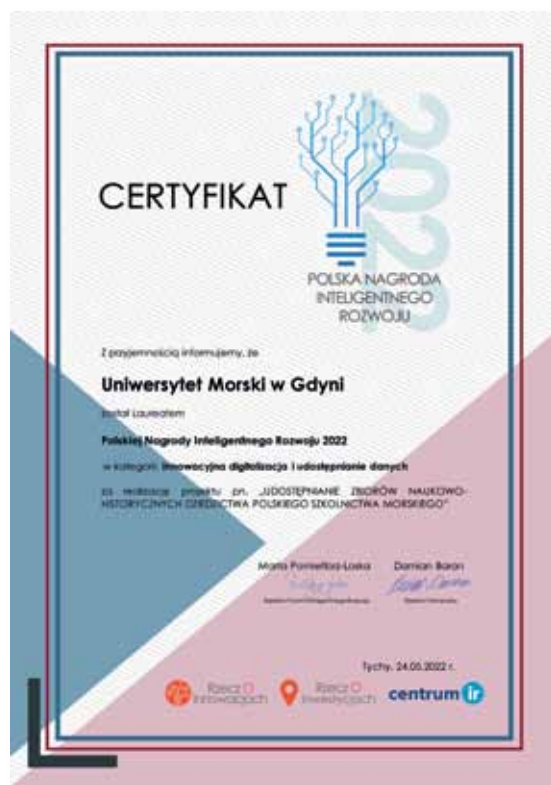 2022
CERTYFIKAT
POLSKA NAGRODA
INTELIGENTNEGO
ROZWOJU
Z przyjemnością informujemy, że
Uniwersytet Morski w Gdyni
został Laureatem
Polskiej Nagrody Inteligentnego Rozwoju 2022
w kategorii: Innowacyjna digitalizacja i udostępnianie danych
za realizację projektu pn. „UDOSTĘPNIANIE ZBIORÓW NAUKOWO-
HISTORYCZNYCH DZIEDZICTWA POLSKIEGO SZKOLNICTWA MORSKIEGO"
Damian Baran
Tychy, 24.05.2022 r.
Rzecz O
Innowacjach
Rzecz O
Inwestycjach
centrum ir